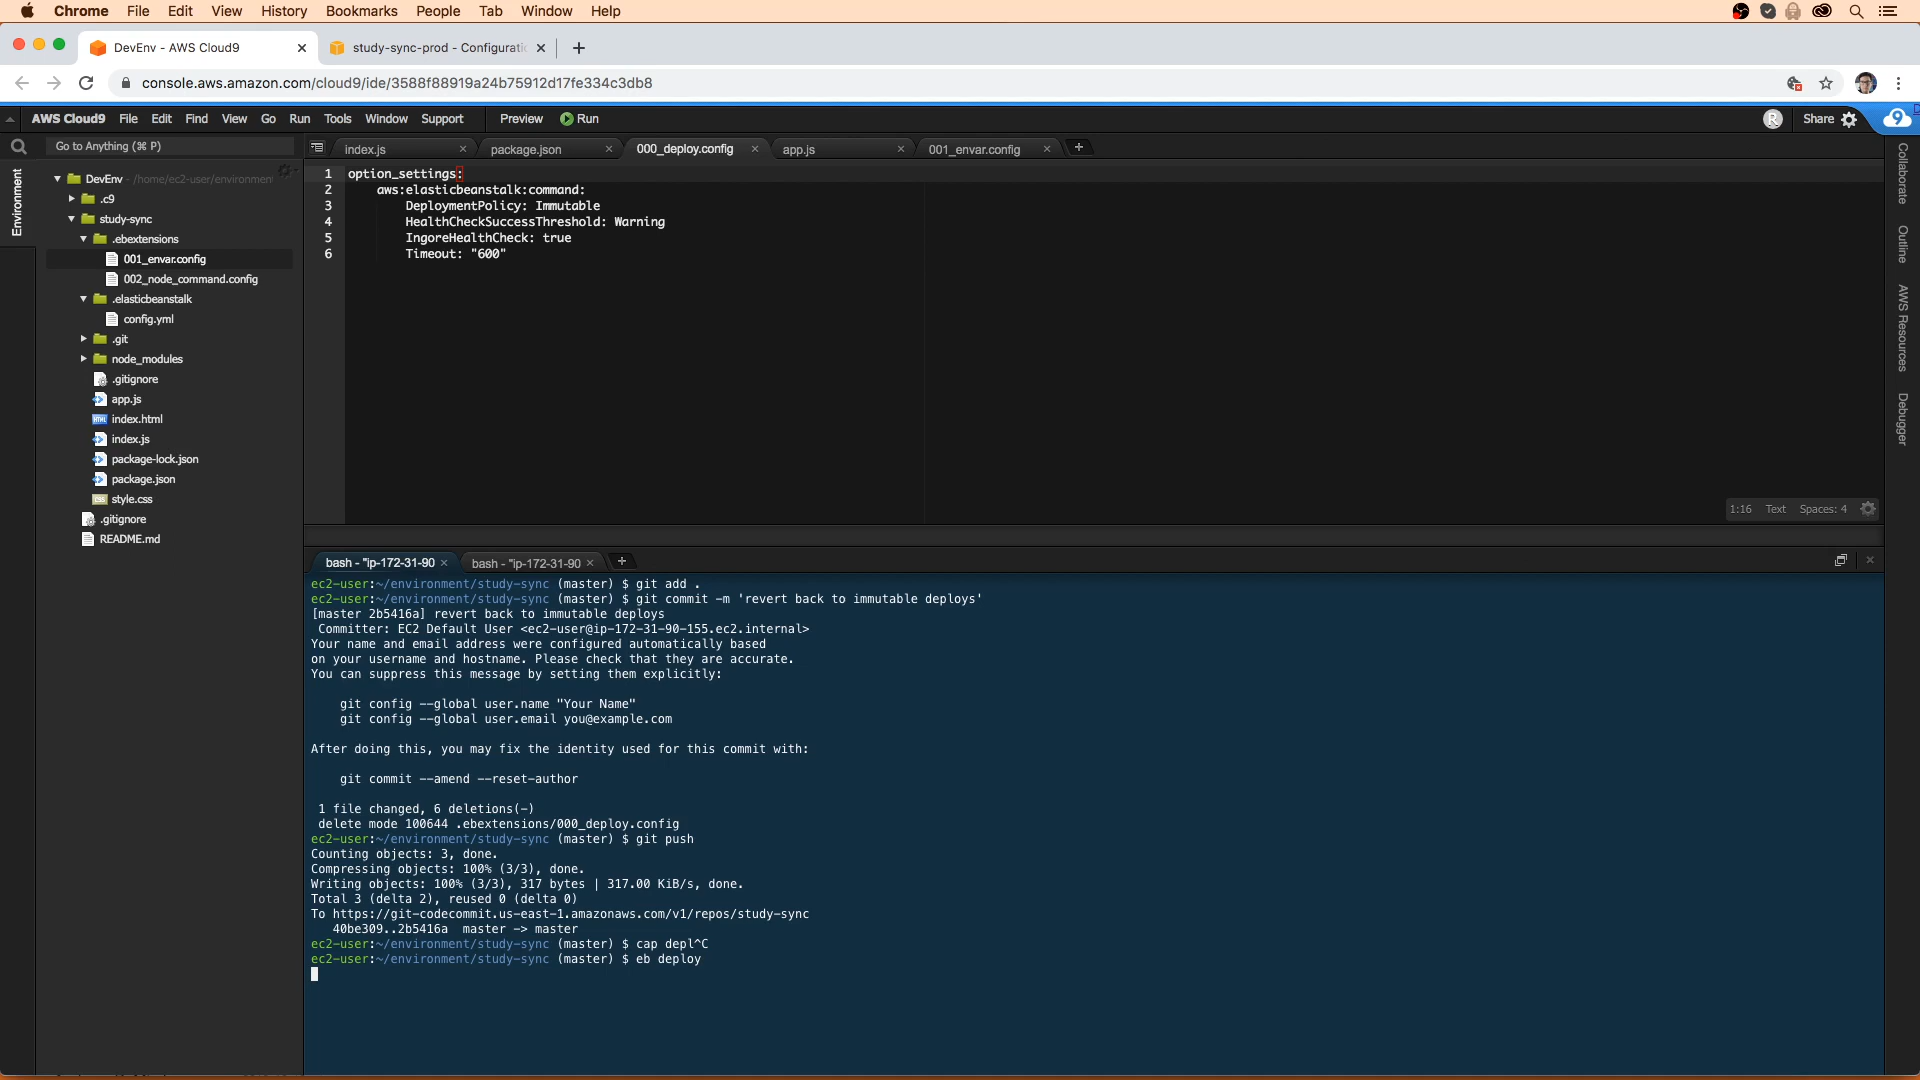 Chrome File Edit View History Bookmarks People Tab Window Help
DevEnv - AWS Cloud9
study-sync-prod - Configurati
console.aws.amazon.com/cloud9/ide/3588f88919a24b75912d17fe334c3db8
AWS Cloud9 File Edit Find View Go Run Tools Window Support Preview Run
R Share 9
Go to Anything (⌘ P)
index.js package.json 000_deploy.config app.js 001_envar.config
Environment
DevEnv - /home/ec2-user/environment
.c9
study-sync
.ebextensions
001_envar.config
002_node_command.config
.elasticbeanstalk
config.yml
.git
node_modules
.gitignore
app.js
index.html
index.js
package-lock.json
package.json
style.css
.gitignore
README.md
1 option_settings:
2 aws:elasticbeanstalk:command:
3 DeploymentPolicy: Immutable
4 HealthCheckSuccessThreshold: Warning
5 IngoreHealthCheck: true
6 Timeout: "600"
1:16 Text Spaces: 4
Collaborate
Outline
AWS Resources
Debugger
bash - "ip-172-31-90 bash - "ip-172-31-90
ec2-user:~/environment/study-sync (master) $ git add .
ec2-user:~/environment/study-sync (master) $ git commit -m 'revert back to immutable deploys'
[master 2b5416a] revert back to immutable deploys
Committer: EC2 Default User <ec2-user@ip-172-31-90-155.ec2.internal>
Your name and email address were configured automatically based
on your username and hostname. Please check that they are accurate.
You can suppress this message by setting them explicitly:
git config --global user.name "Your Name"
git config --global user.email you@example.com
After doing this, you may fix the identity used for this commit with:
git commit --amend --reset-author
1 file changed, 6 deletions(-)
delete mode 100644 .ebextensions/000_deploy.config
ec2-user:~/environment/study-sync (master) $ git push
Counting objects: 3, done.
Compressing objects: 100% (3/3), done.
Writing objects: 100% (3/3), 317 bytes | 317.00 KiB/s, done.
Total 3 (delta 2), reused 0 (delta 0)
To https://git-codecommit.us-east-1.amazonaws.com/v1/repos/study-sync
40be309..2b5416a master -> master
ec2-user:~/environment/study-sync (master) $ cap depl^C
ec2-user:~/environment/study-sync (master) $ eb deploy